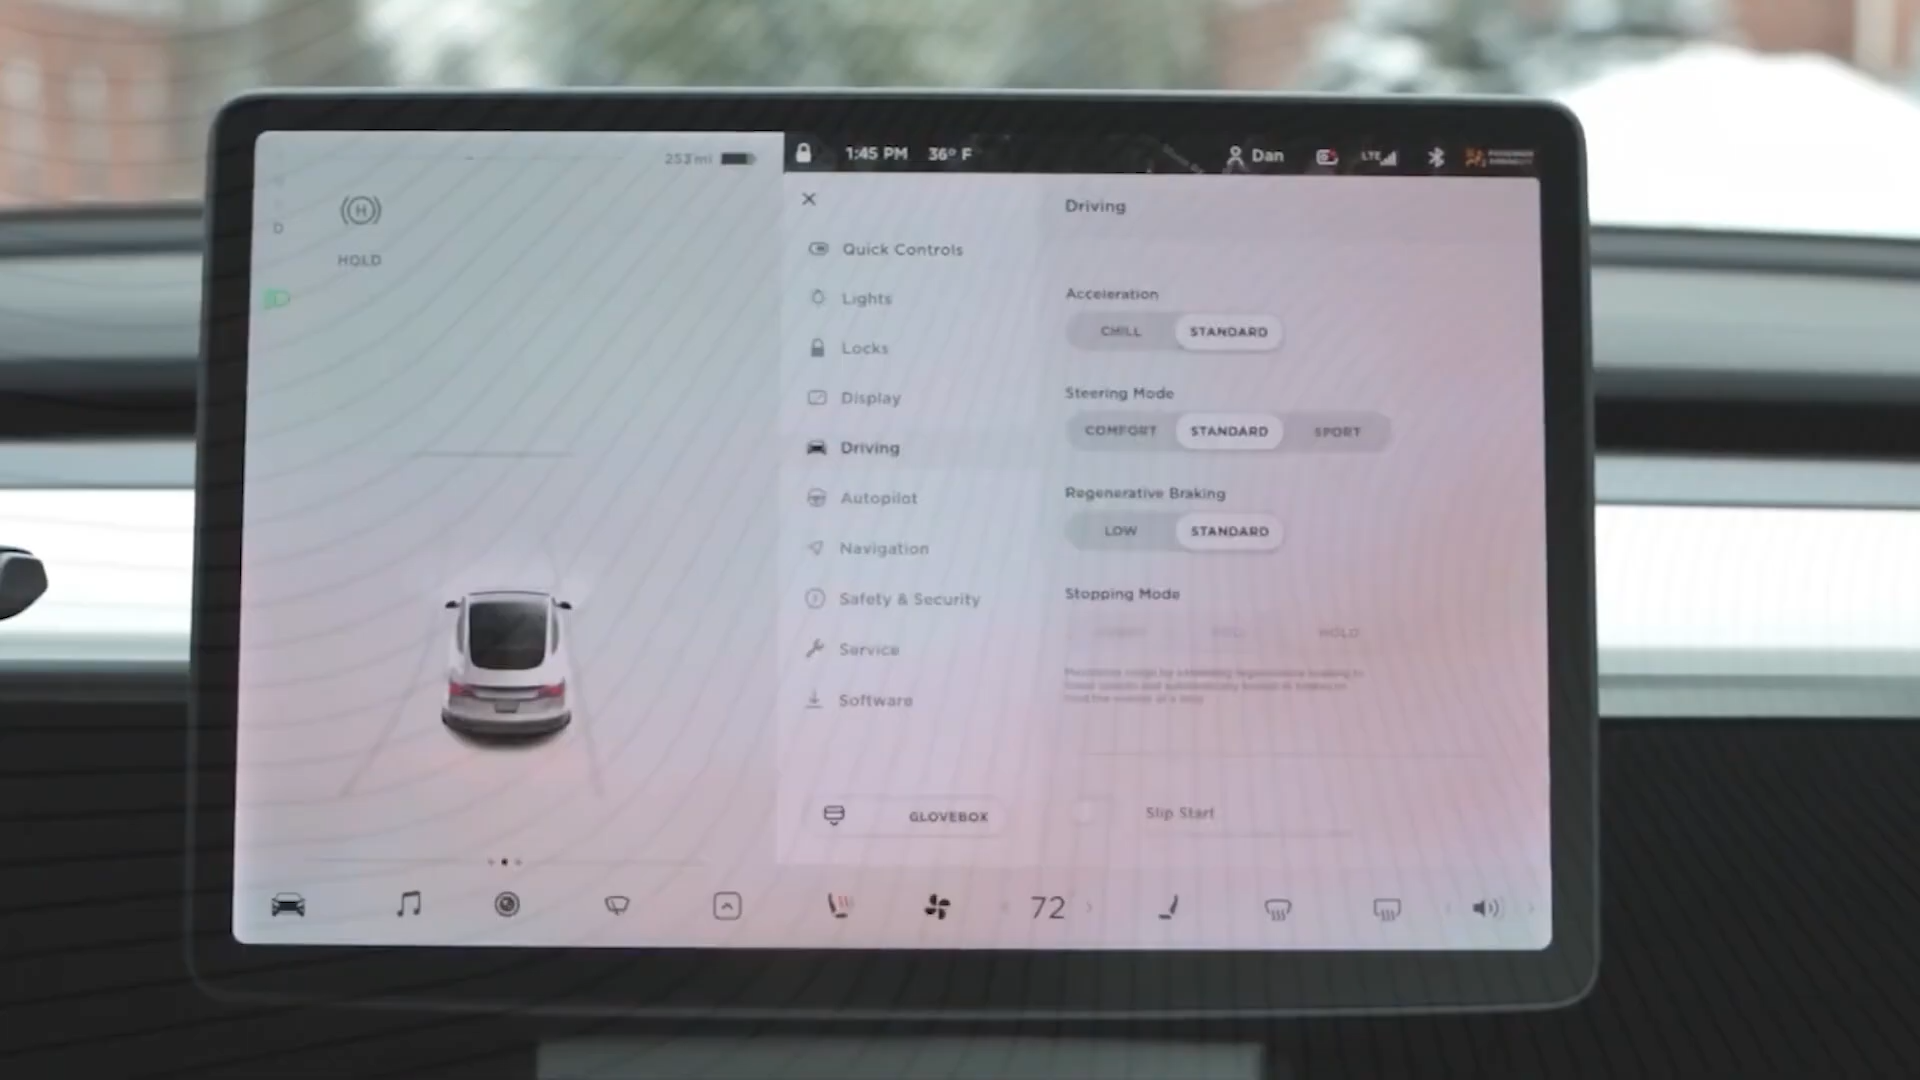 253 mi
D
H
HOLD
1:45 PM 36° F
Dan
LTE
Quick Controls
Lights
Locks
Display
Driving
Autopilot
Navigation
Safety & Security
Service
Software
GLOVEBOX
Driving
Acceleration
CHILL STANDARD
Steering Mode
COMFORT STANDARD SPORT
Regenerative Braking
LOW STANDARD
Stopping Mode
HOLD
Slip Start
72